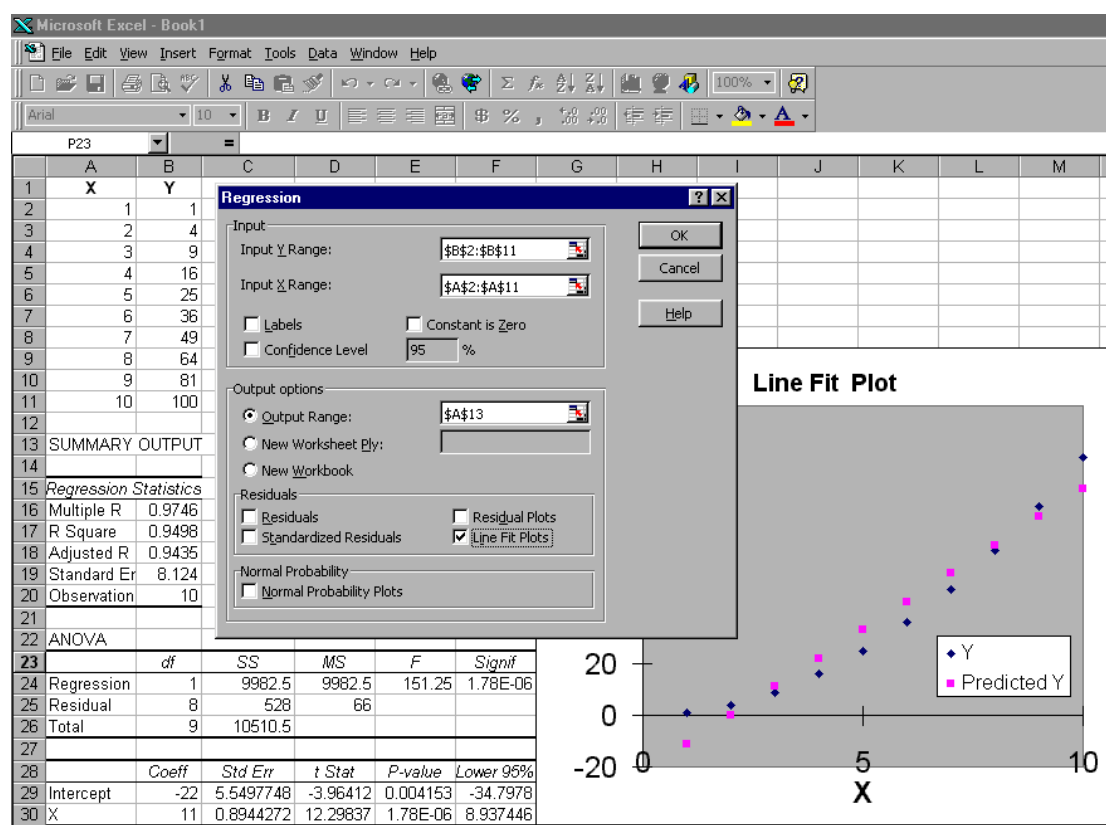 Microsoft Excel - Book1
File Edit View Insert Format Tools Data Window Help
100%
Arial 10 B I U $ % ,
P23 =
A B C D E F G H I J K L M
1 X Y
2 1 1
3 2 4
4 3 9
5 4 16
6 5 25
7 6 36
8 7 49
9 8 64
10 9 81
11 10 100
12
13 SUMMARY OUTPUT
14
15 Regression Statistics
16 Multiple R 0.9746
17 R Square 0.9498
18 Adjusted R 0.9435
19 Standard Er 8.124
20 Observation 10
21
22 ANOVA
23 df SS MS F Signif
24 Regression 1 9982.5 9982.5 151.25 1.78E-06
25 Residual 8 528 66
26 Total 9 10510.5
27
28 Coeff Std Err t Stat P-value Lower 95%
29 Intercept -22 5.5497748 -3.96412 0.004153 -34.7978
30 X 11 0.8944272 12.29837 1.78E-06 8.937446
Regression
Input
Input Y Range: $B$2:$B$11
Input X Range: $A$2:$A$11
Labels Constant is Zero
Confidence Level 95 %
Output options
Output Range: $A$13
New Worksheet Ply:
New Workbook
Residuals
Residuals Residual Plots
Standardized Residuals Line Fit Plots
Normal Probability
Normal Probability Plots
OK
Cancel
Help
Line Fit Plot
20
0
-20
0 5 10
X
Y
Predicted Y